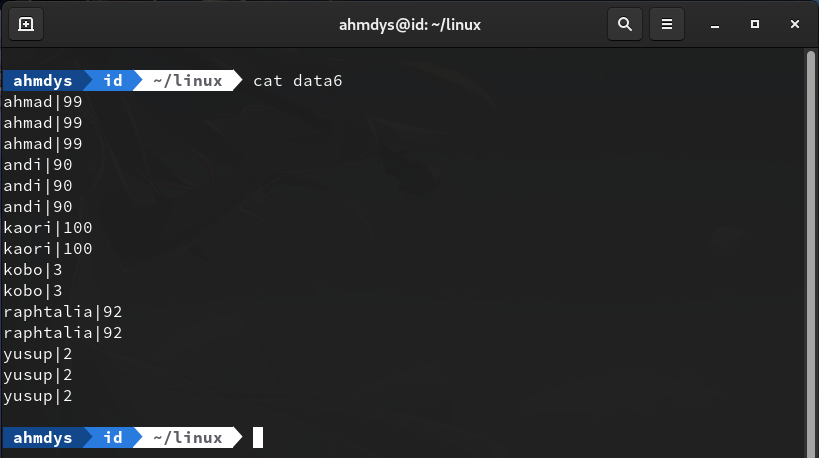 ahmdys@id: ~/linux
ahmdys id ~/linux cat data6
ahmad|99
ahmad|99
ahmad|99
andi|90
andi|90
andi|90
kaori|100
kaori|100
kobo|3
kobo|3
raphtalia|92
raphtalia|92
yusup|2
yusup|2
yusup|2
ahmdys id ~/linux